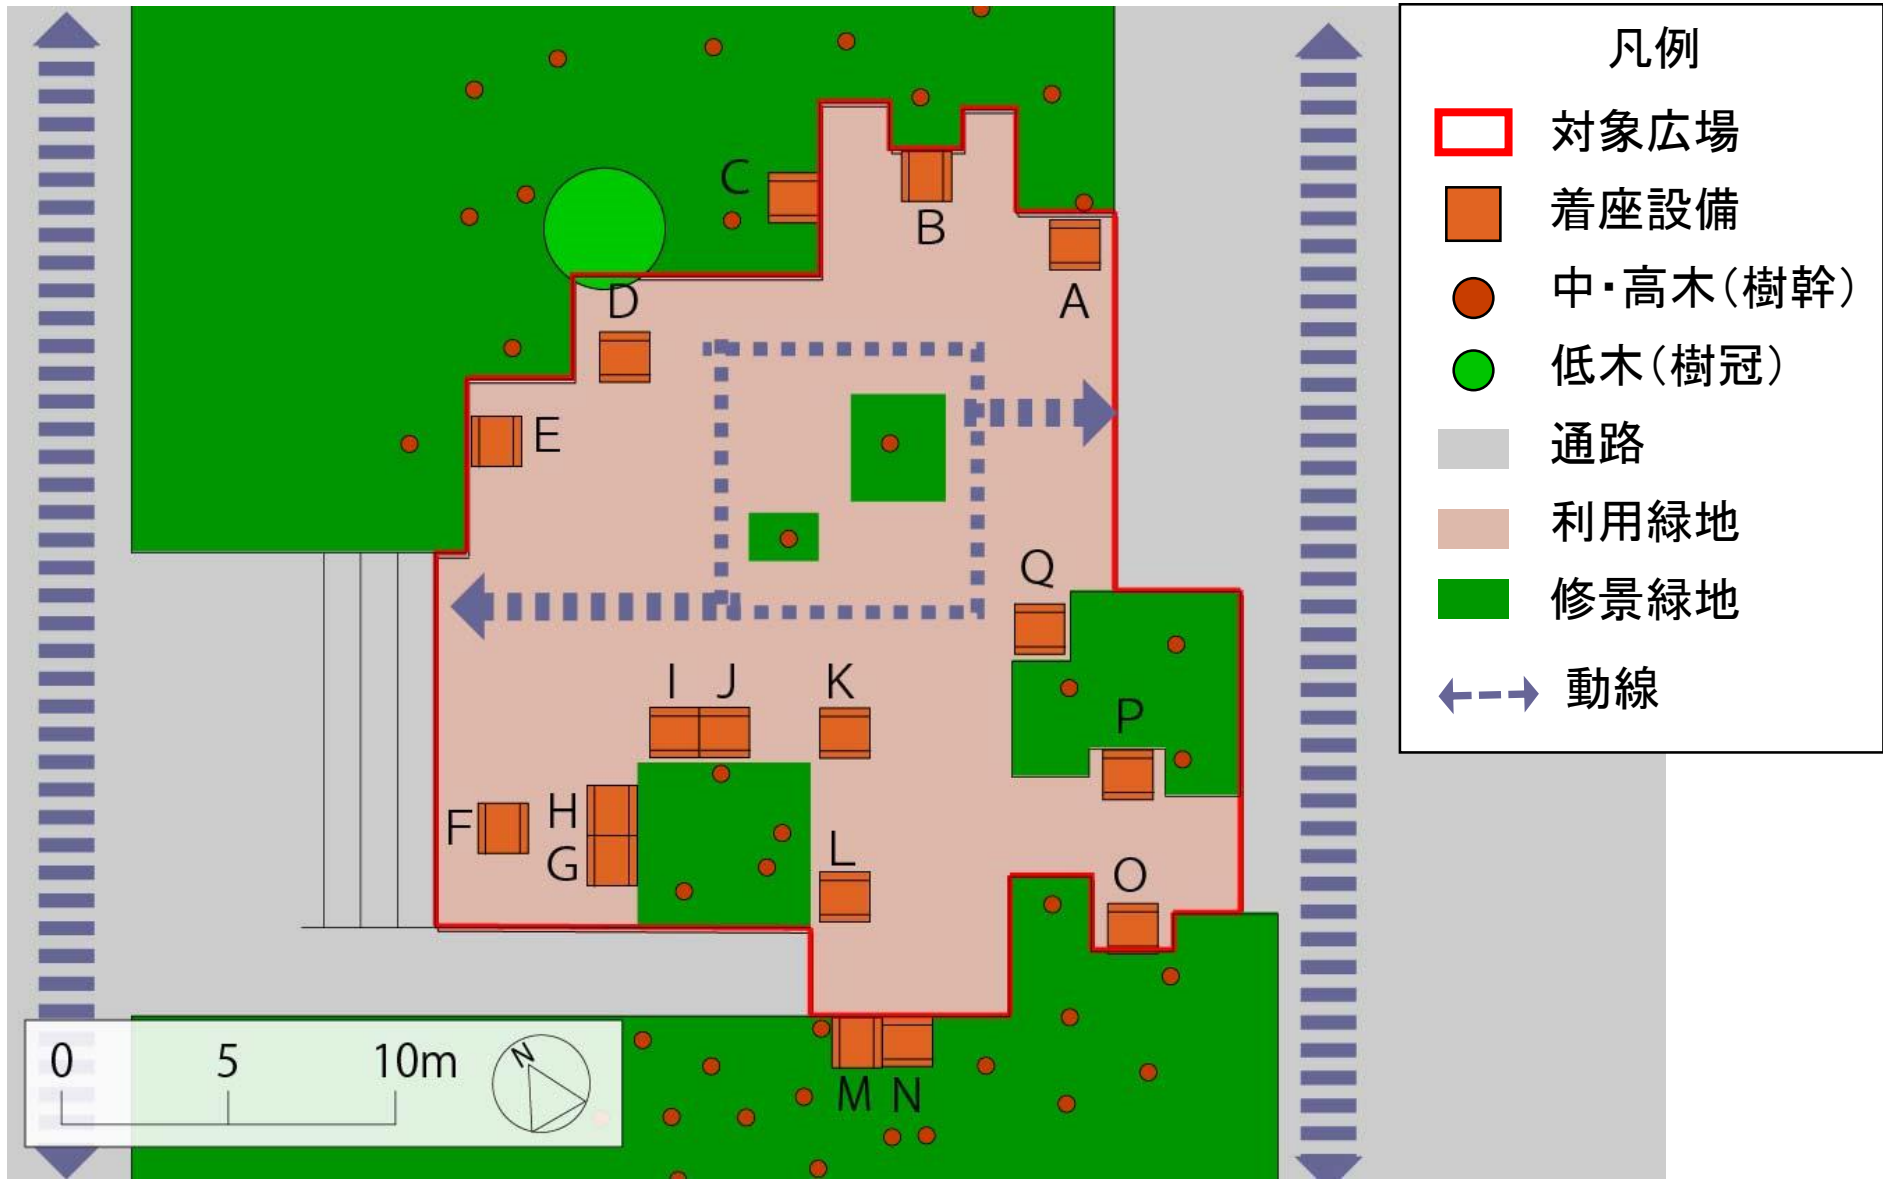 凡例
対象広場
着座設備
中・高木（樹幹）
低木（樹冠）
通路
利用緑地
修景緑地
動線
C
B
A
D
E
Q
I J K
P
F H
G
L
O
M N
0 5 10m
N